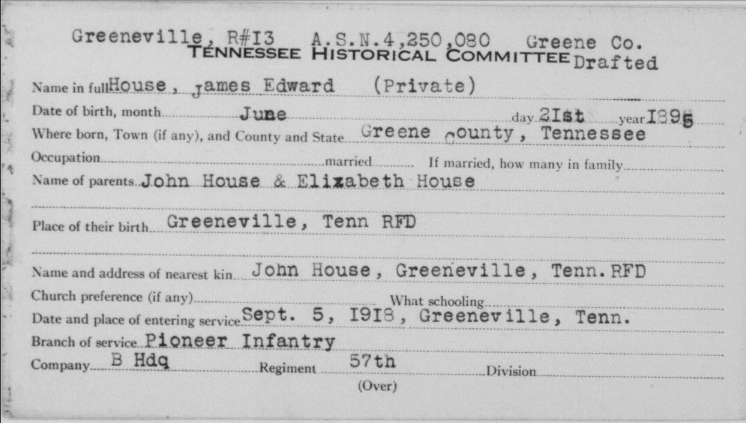 Greeneville, R#I3 A.S.N.4,250,080 Greene Co.
TENNESSEE HISTORICAL COMMITTEE Drafted
Name in full House, James Edward (Private)
Date of birth, month June day 2Ist year I895
Where born, Town (if any), and County and State Greene County, Tennessee
Occupation married If married, how many in family
Name of parents John House & Elizabeth House
Place of their birth Greeneville, Tenn RFD
Name and address of nearest kin John House, Greeneville, Tenn. RFD
Church preference (if any) What schooling
Date and place of entering service Sept. 5, I9I8, Greeneville, Tenn.
Branch of service Pioneer Infantry
Company B Hdq Regiment 57th Division
(Over)